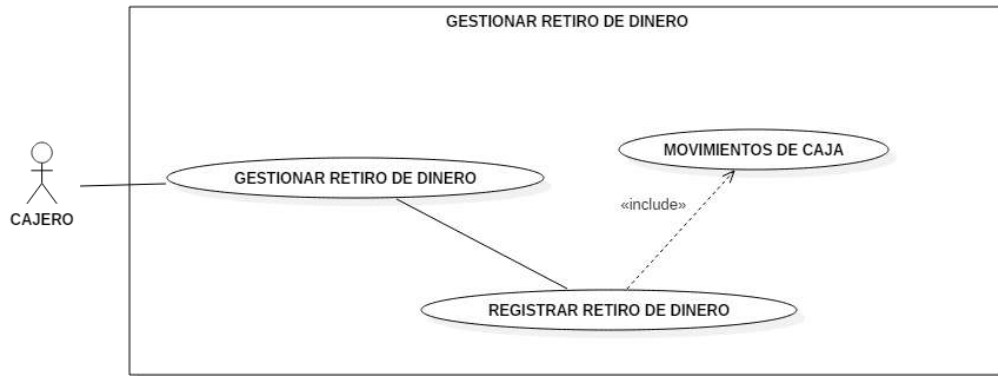 GESTIONAR RETIRO DE DINERO
MOVIMIENTOS DE CAJA
GESTIONAR RETIRO DE DINERO
«include»
CAJERO
REGISTRAR RETIRO DE DINERO